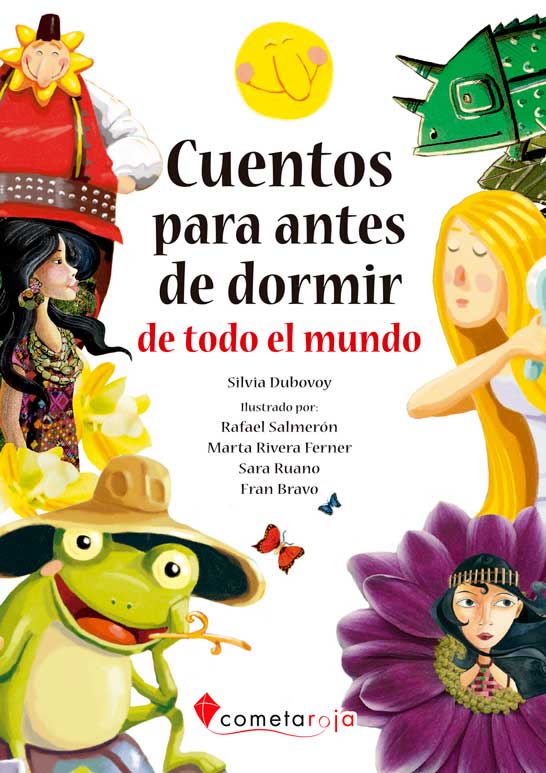 Cuentos
para antes
de dormir
de todo el mundo
Silvia Dubovoy
Ilustrado por:
Rafael Salmerón
Marta Rivera Ferner
Sara Ruano
Fran Bravo
cometaroja